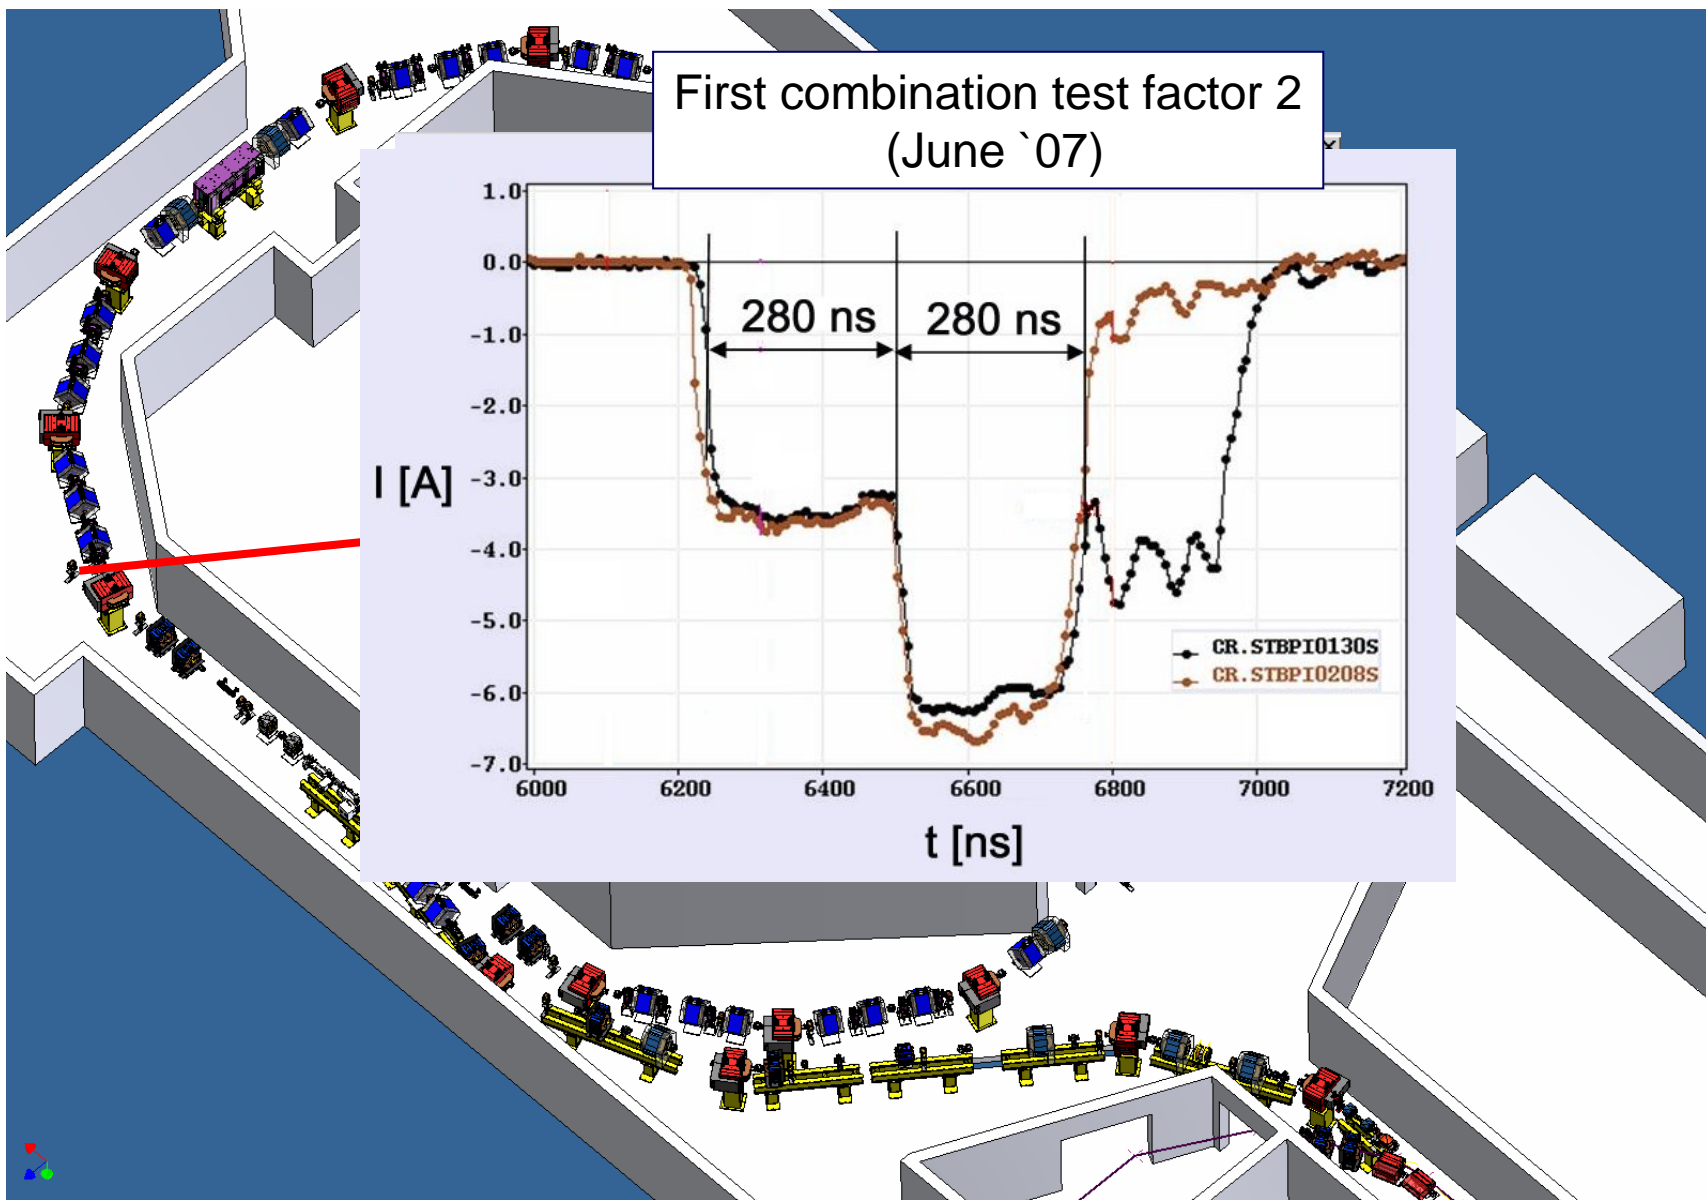 First combination test factor 2
(June `07)
1.0
0.0
-1.0
-2.0
-3.0
-4.0
-5.0
-6.0
-7.0
I [A]
280 ns 280 ns
CR.STBPI0130S
CR.STBPI0208S
6000 6200 6400 6600 6800 7000 7200
t [ns]